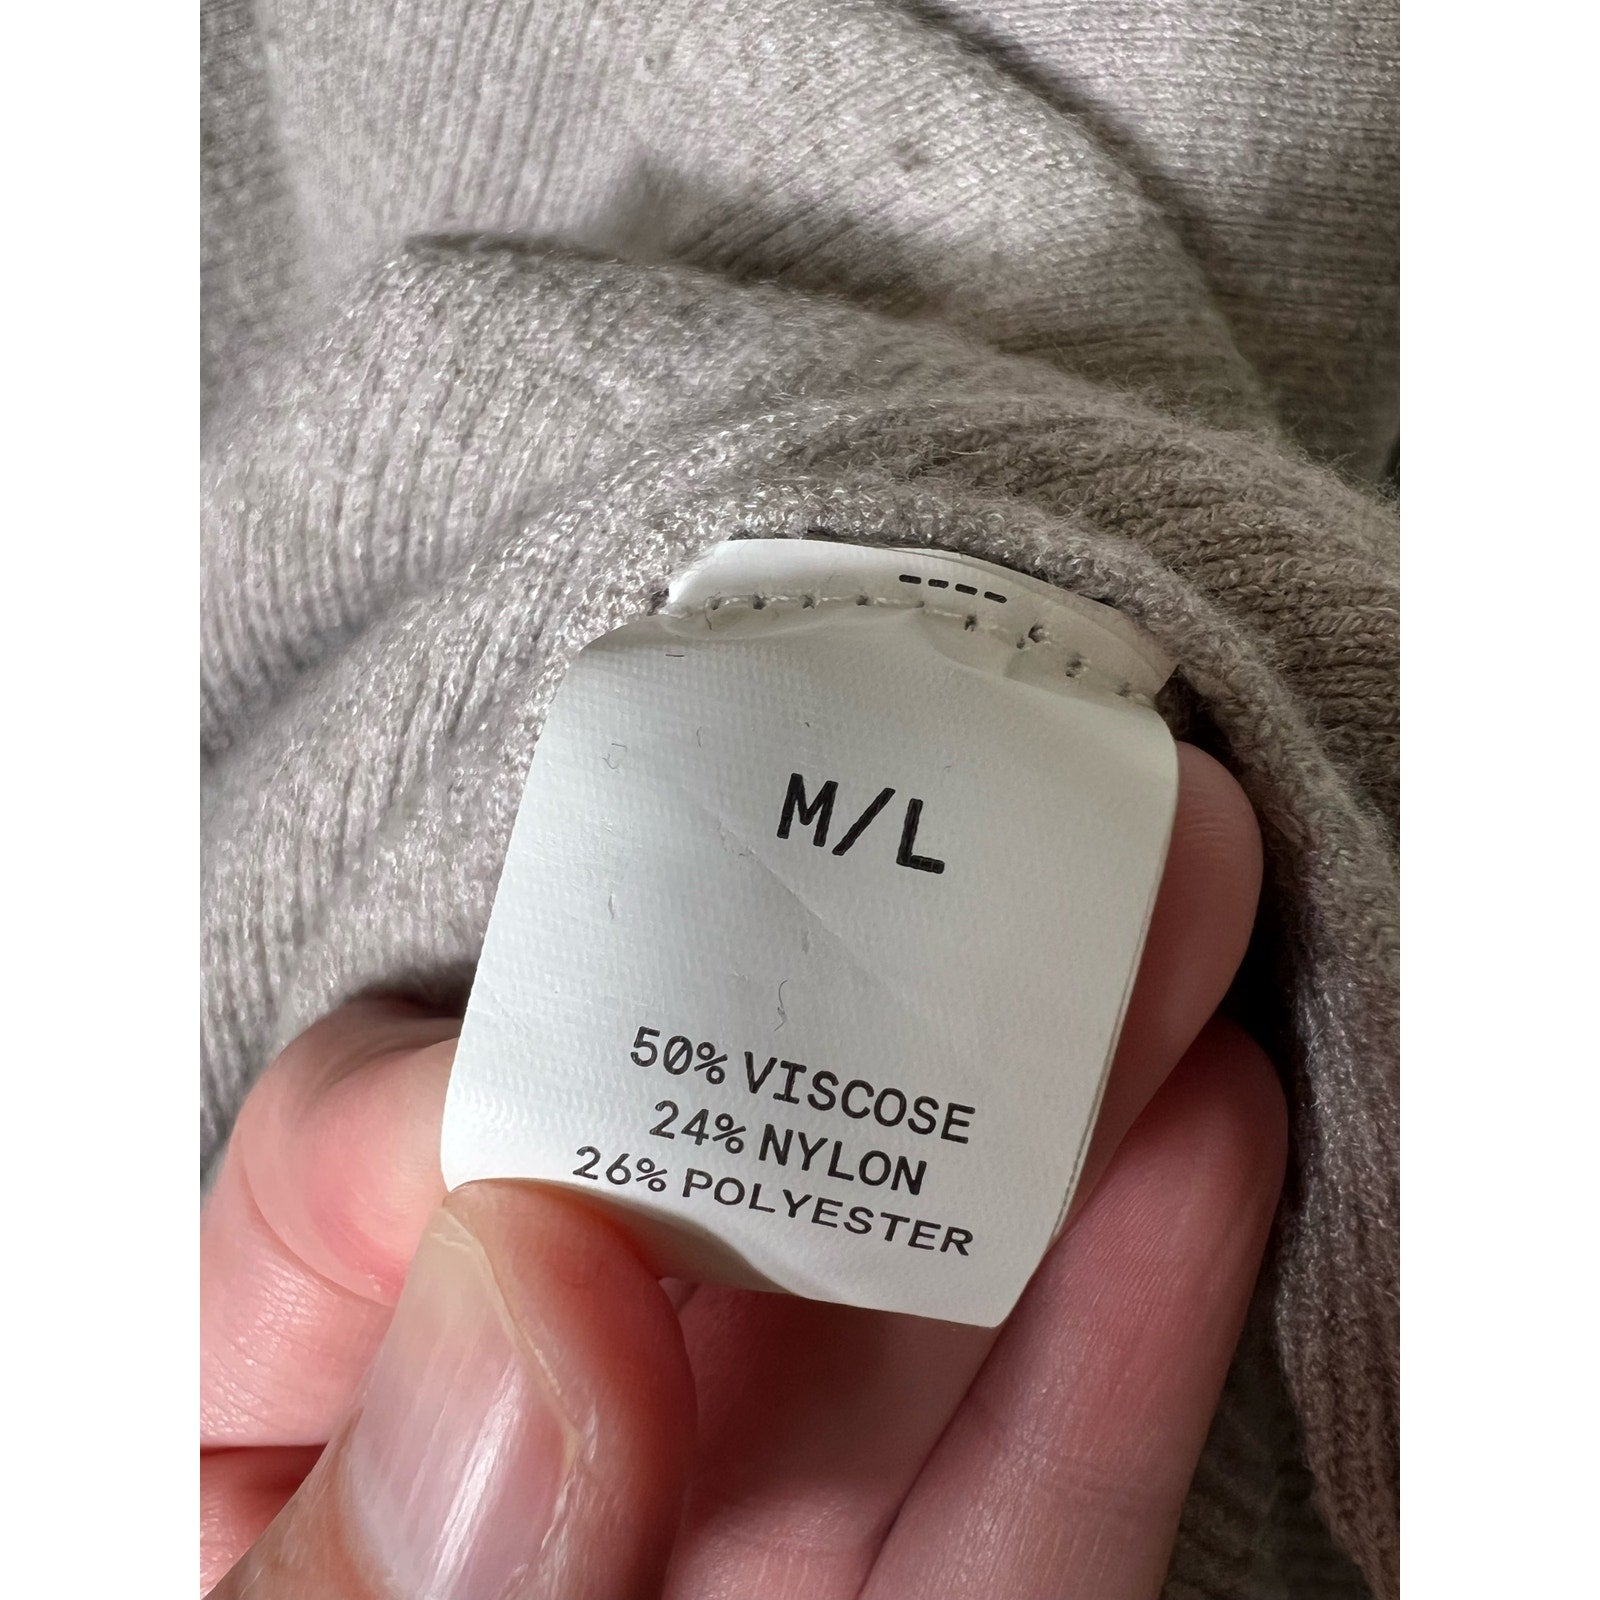 M/L
50% VISCOSE
24% NYLON
26% POLYESTER